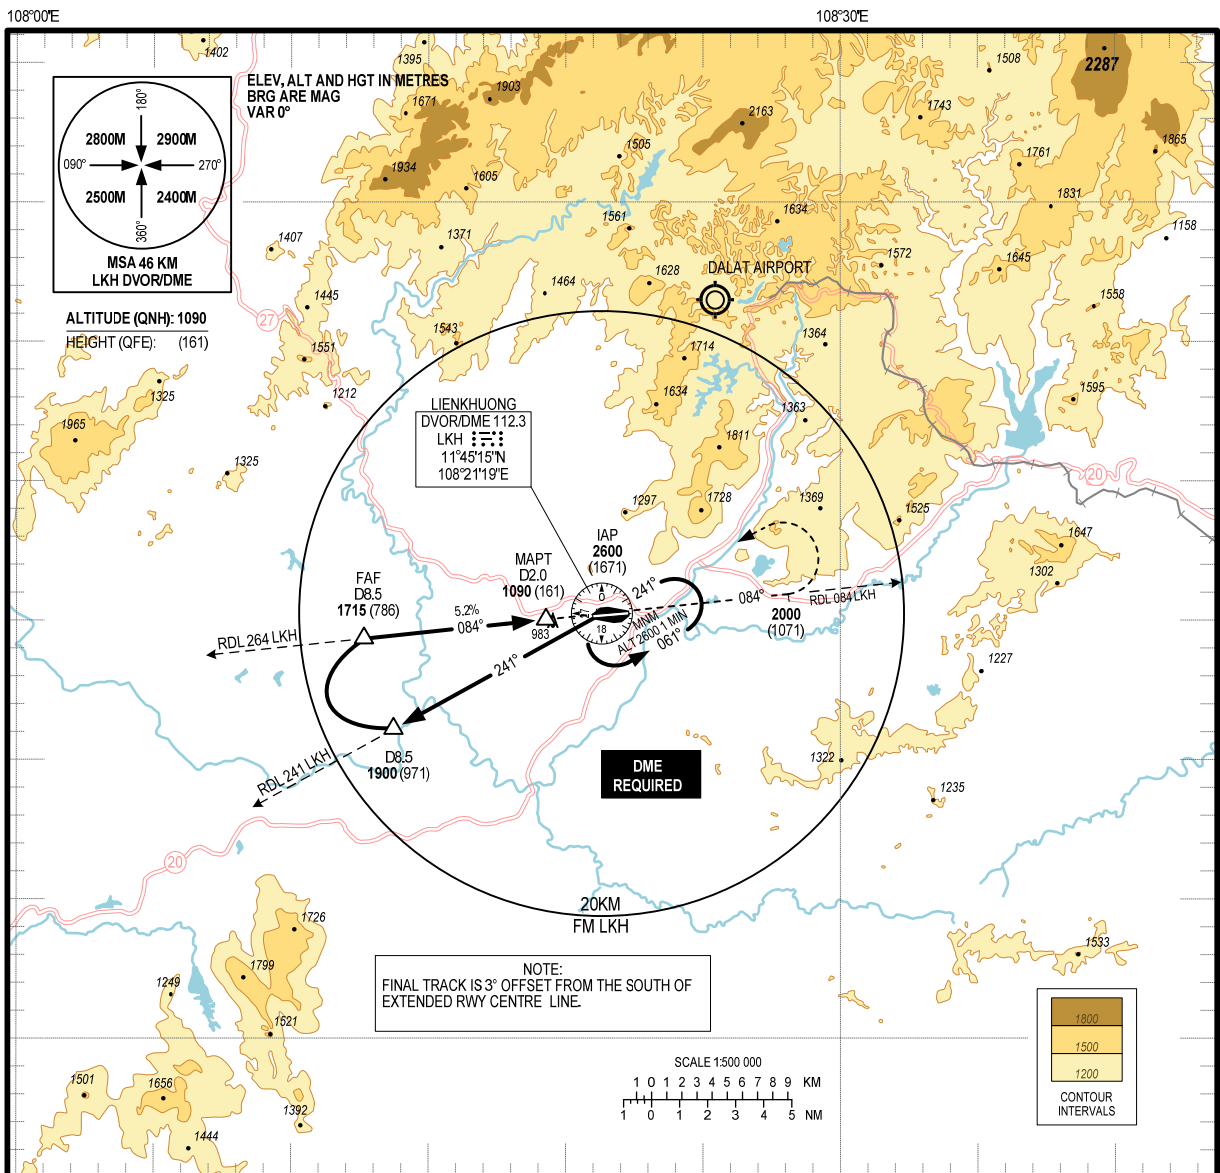 108°00'E
108°30'E
ELEV, ALT AND HGT IN METRES
BRG ARE MAG
VAR 0°
180°
2800M
2900M
090°
270°
2500M
2400M
360°
MSA 46 KM
LKH DVOR/DME
ALTITUDE (QNH): 1090
HEIGHT (QFE): (161)
1402
1395
1671
1903
1934
1605
1505
2163
1508
2287
1743
1761
1865
1831
1158
1407
1371
1561
1634
1572
1645
1558
1445
1464
1628
DALAT AIRPORT
27
1551
1543
1714
1364
1325
1212
1634
1363
1595
1965
1811
1325
LIENKHUONG
DVOR/DME 112.3
LKH
11°45'15"N
108°21'19"E
20
1297
1728
1369
1525
1647
1302
IAP
2600
(1671)
MAPT
D2.0
1090 (161)
FAF
D8.5
1715 (786)
5.2%
084°
983
18
241°
084°
RDL 084 LKH
2000
(1071)
MNM
ALT 2600 1 MIN
061°
RDL 264 LKH
241°
1227
D8.5
1900 (971)
RDL 241 LKH
DME
REQUIRED
1322
1235
20
20KM
FM LKH
1726
1799
1249
1521
1533
NOTE:
FINAL TRACK IS 3° OFFSET FROM THE SOUTH OF
EXTENDED RWY CENTRE LINE.
1800
1500
1200
CONTOUR
INTERVALS
SCALE 1:500 000
1 0 1 2 3 4 5 6 7 8 9 KM
1 0 1 2 3 4 5 NM
1501
1656
1392
1444